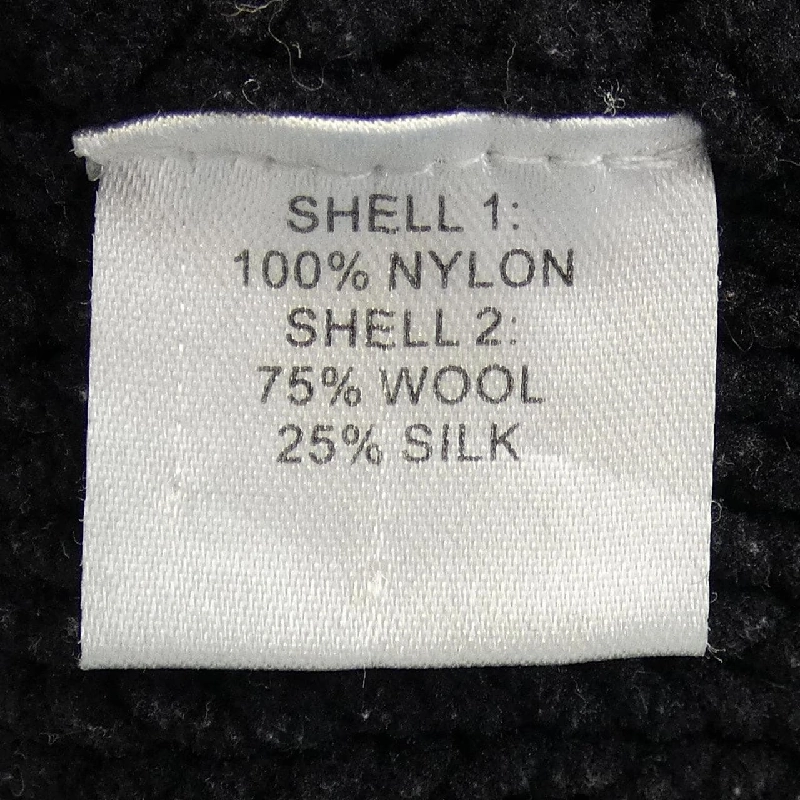 SHELL 1:
100% NYLON
SHELL 2:
75% WOOL
25% SILK